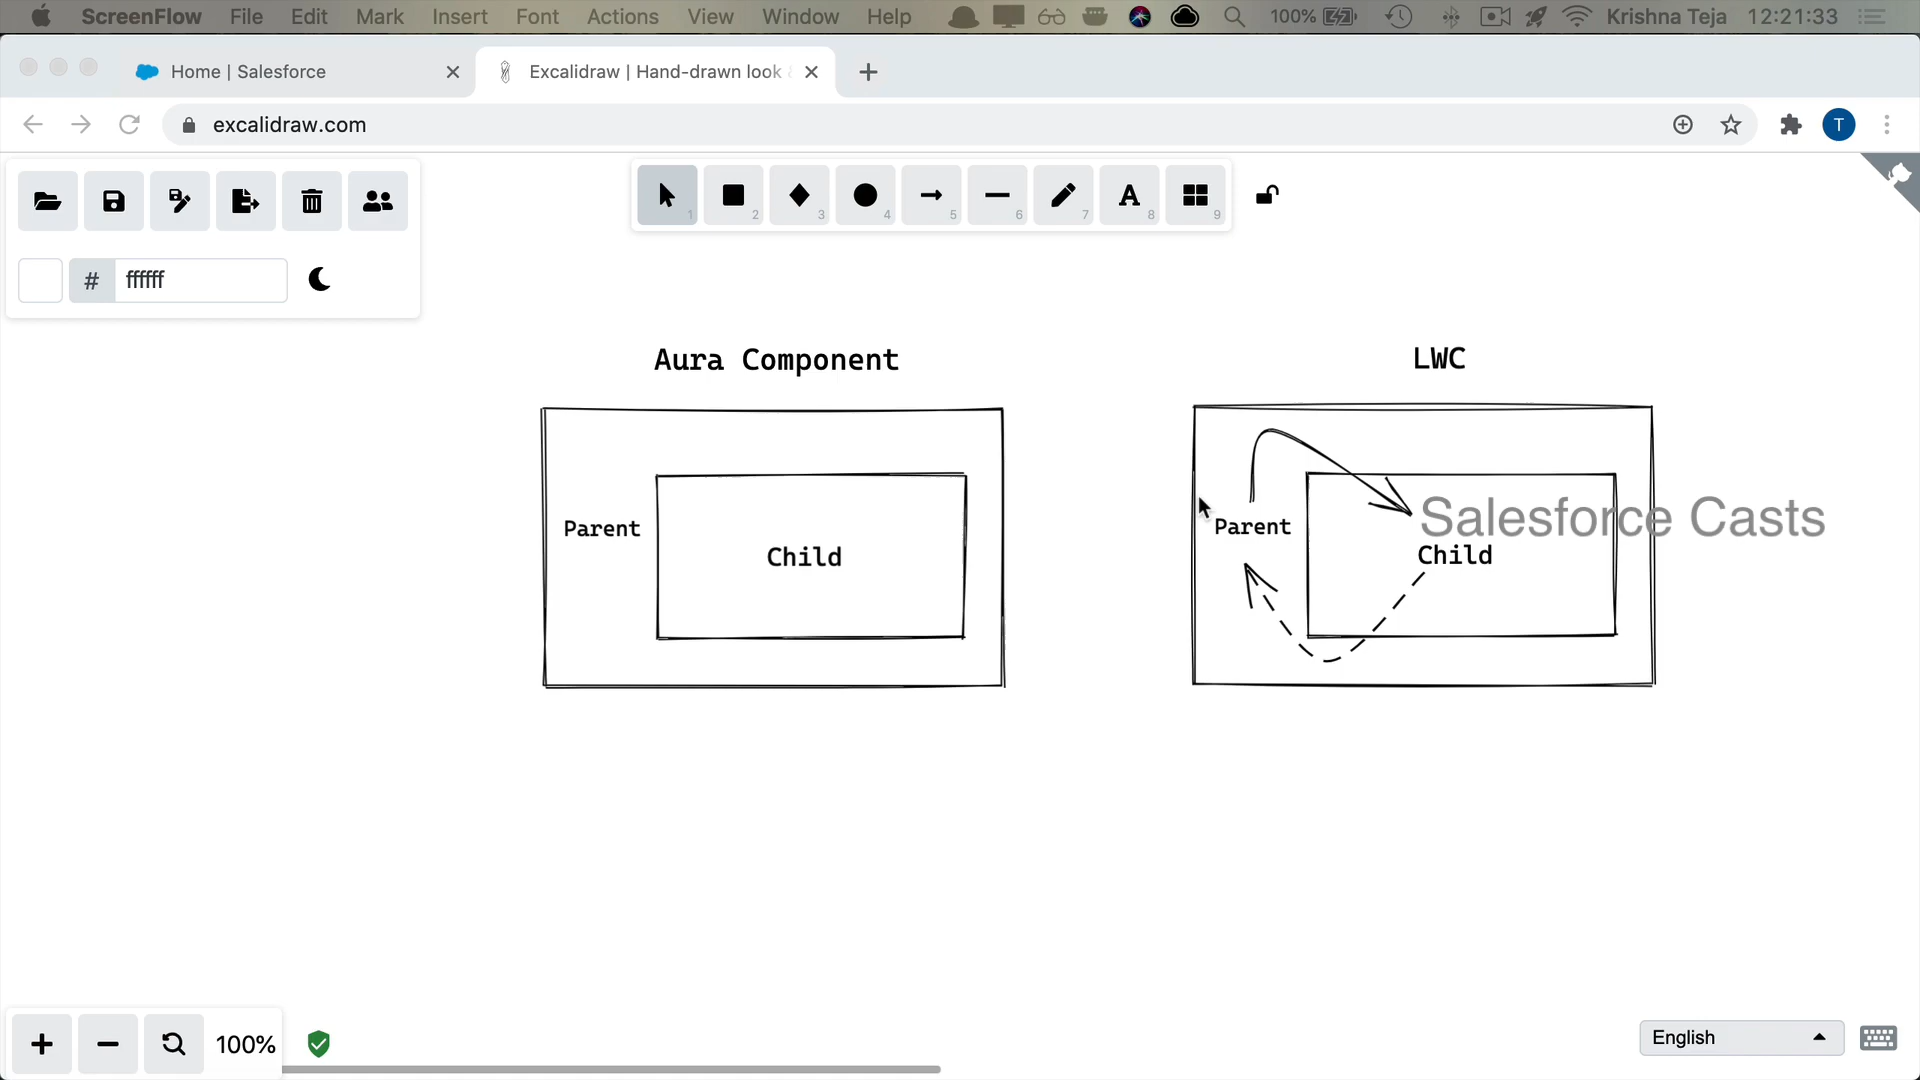 ScreenFlow File Edit Mark Insert Font Actions View Window Help 100% Krishna Teja 12:21:33
Home | Salesforce
Excalidraw | Hand-drawn look
excalidraw.com
T
1
2
3
4
5
6
7
A 8
9
# ffffff
Aura Component
LWC
Parent
Child
Parent
Salesforce Casts
Child
100%
English